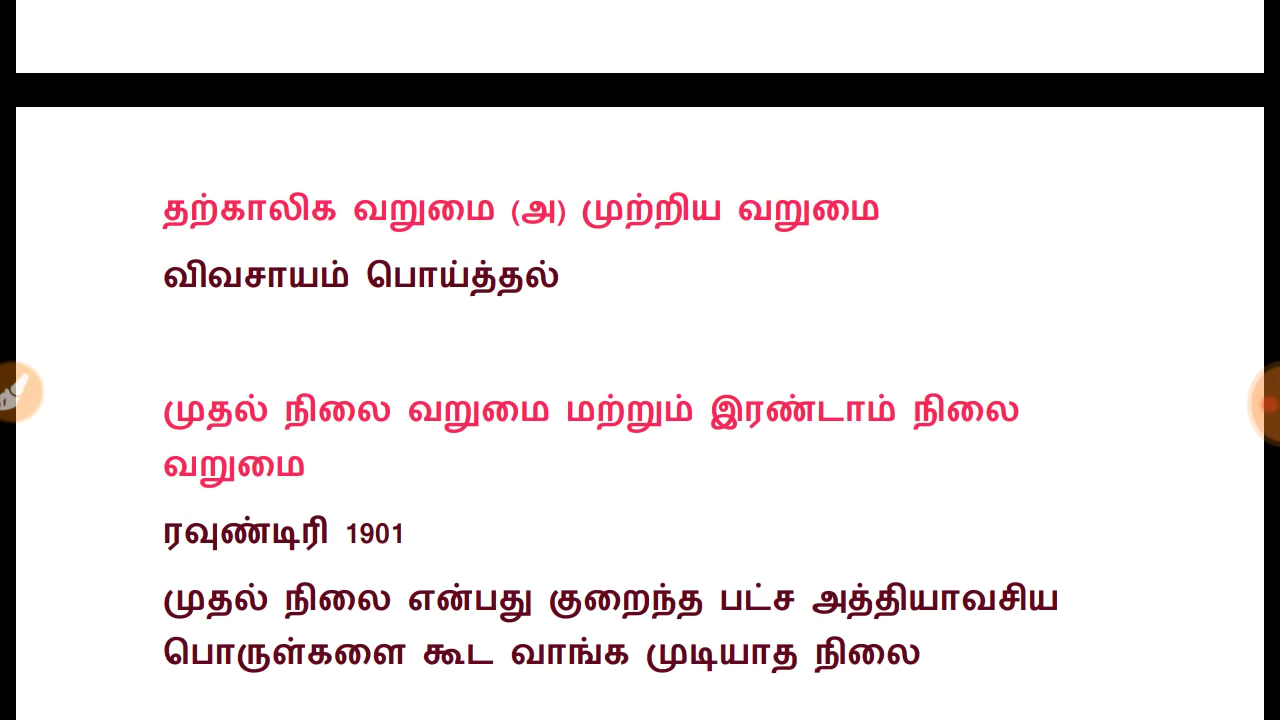 தற்காலிக வறுமை (அ) முற்றிய வறுமை
விவசாயம் பொய்த்தல்
முதல் நிலை வறுமை மற்றும் இரண்டாம் நிலை
வறுமை
ரவுண்டிரி 1901
முதல் நிலை என்பது குறைந்த பட்ச அத்தியாவசிய
பொருள்களை கூட வாங்க முடியாத நிலை